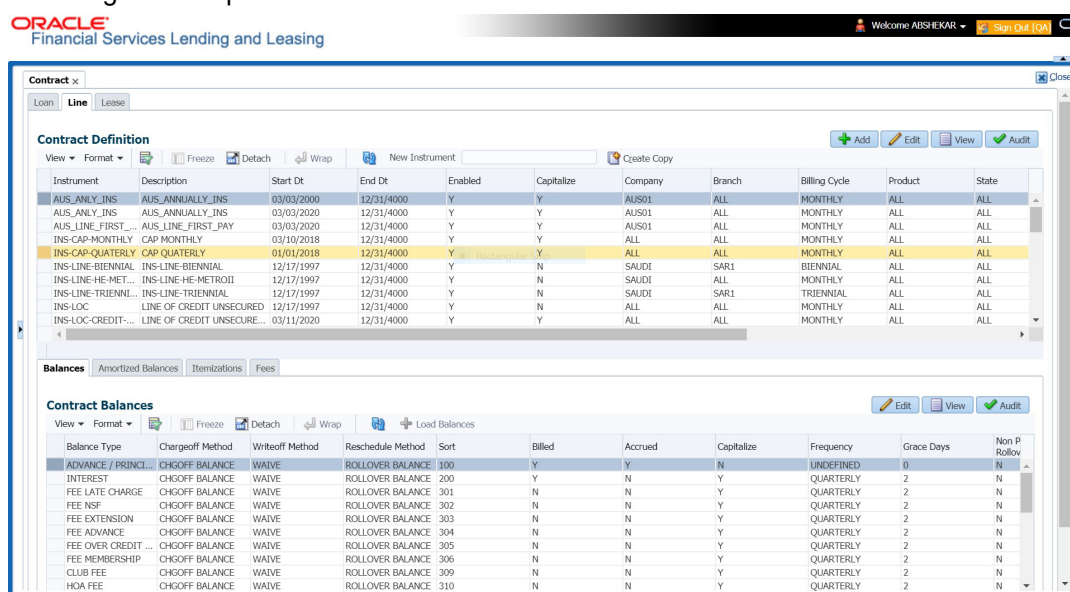 ORACLE®
Financial Services Lending and Leasing
Welcome ABSHEKAR
Sign Out (QA)
Contract
Close
Loan Line Lease
Contract Definition
Add Edit View Audit
View Format Freeze Detach Wrap New Instrument Create Copy
Instrument Description Start Dt End Dt Enabled Capitalize Company Branch Billing Cycle Product State
AUS_ANLY_INS AUS_ANNUALLY_INS 03/03/2000 12/31/4000 Y Y AUS01 ALL MONTHLY ALL ALL
AUS_ANLY_INS AUS_ANNUALLY_INS 03/03/2020 12/31/4000 Y Y AUS01 ALL MONTHLY ALL ALL
AUS_LINE_FIRST_... AUS_LINE_FIRST_PAY 03/03/2020 12/31/4000 Y Y AUS01 ALL MONTHLY ALL ALL
INS-CAP-MONTHLY CAP MONTHLY 03/10/2018 12/31/4000 Y Y ALL ALL MONTHLY ALL ALL
INS-CAP-QUATERLY CAP QUATERLY 01/01/2018 12/31/4000 Y Y ALL ALL MONTHLY ALL ALL
INS-LINE-BIENNIAL INS-LINE-BIENNIAL 12/17/1997 12/31/4000 Y N SAUDI SAR1 BIENNIAL ALL ALL
INS-LINE-HE-MET... INS-LINE-HE-METROII 12/17/1997 12/31/4000 Y N SAUDI ALL MONTHLY ALL ALL
INS-LINE-TRIENNI... INS-LINE-TRIENNIAL 12/17/1997 12/31/4000 Y N SAUDI SAR1 TRIENNIAL ALL ALL
INS-LOC LINE OF CREDIT UNSECURED 12/17/1997 12/31/4000 Y N ALL ALL MONTHLY ALL ALL
INS-LOC-CREDIT-... LINE OF CREDIT UNSECURE... 03/11/2020 12/31/4000 Y Y ALL ALL MONTHLY ALL ALL
Balances Amortized Balances Itemizations Fees
Contract Balances
Edit View Audit
View Format Freeze Detach Wrap Load Balances
Balance Type Chargeoff Method Writeoff Method Reschedule Method Sort Billed Accrued Capitalize Frequency Grace Days Non P
Rollov
ADVANCE / PRINCI... CHGOFF BALANCE WAIVE ROLLOVER BALANCE 100 Y Y N UNDEFINED 0 N
INTEREST CHGOFF BALANCE WAIVE ROLLOVER BALANCE 200 Y N Y QUARTERLY 2 N
FEE LATE CHARGE CHGOFF BALANCE WAIVE ROLLOVER BALANCE 301 N N Y QUARTERLY 2 N
FEE NSF CHGOFF BALANCE WAIVE ROLLOVER BALANCE 302 N N Y QUARTERLY 2 N
FEE EXTENSION CHGOFF BALANCE WAIVE ROLLOVER BALANCE 303 N N Y QUARTERLY 2 N
FEE ADVANCE CHGOFF BALANCE WAIVE ROLLOVER BALANCE 304 N N Y QUARTERLY 2 N
FEE OVER CREDIT ... CHGOFF BALANCE WAIVE ROLLOVER BALANCE 305 N N Y QUARTERLY 2 N
FEE MEMBERSHIP CHGOFF BALANCE WAIVE ROLLOVER BALANCE 306 N N Y QUARTERLY 2 N
CLUB FEE CHGOFF BALANCE WAIVE ROLLOVER BALANCE 309 N N Y QUARTERLY 2 N
HOA FEE CHGOFF BALANCE WAIVE ROLLOVER BALANCE 310 N N Y QUARTERLY 2 N